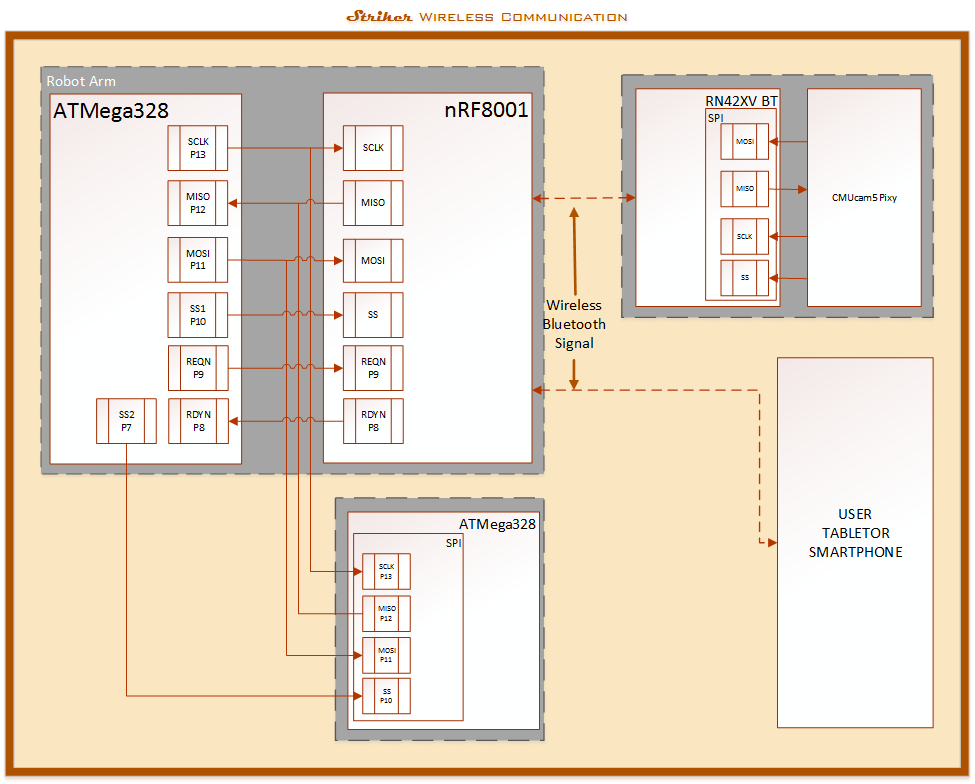 Striker WIRELESS COMMUNICATION
Robot Arm
ATMega328
SCLK
P13
MISO
P12
MOSI
P11
SS1
P10
REQN
P9
SS2
P7
RDYN
P8
nRF8001
SCLK
MISO
MOSI
SS
REQN
P9
RDYN
P8
Wireless
Bluetooth
Signal
RN42XV BT
SPI
MOSI
MISO
SCLK
SS
CMUcam5 Pixy
ATMega328
SPI
SCLK
P13
MISO
P12
MOSI
P11
SS
P10
USER
TABLETOR
SMARTPHONE